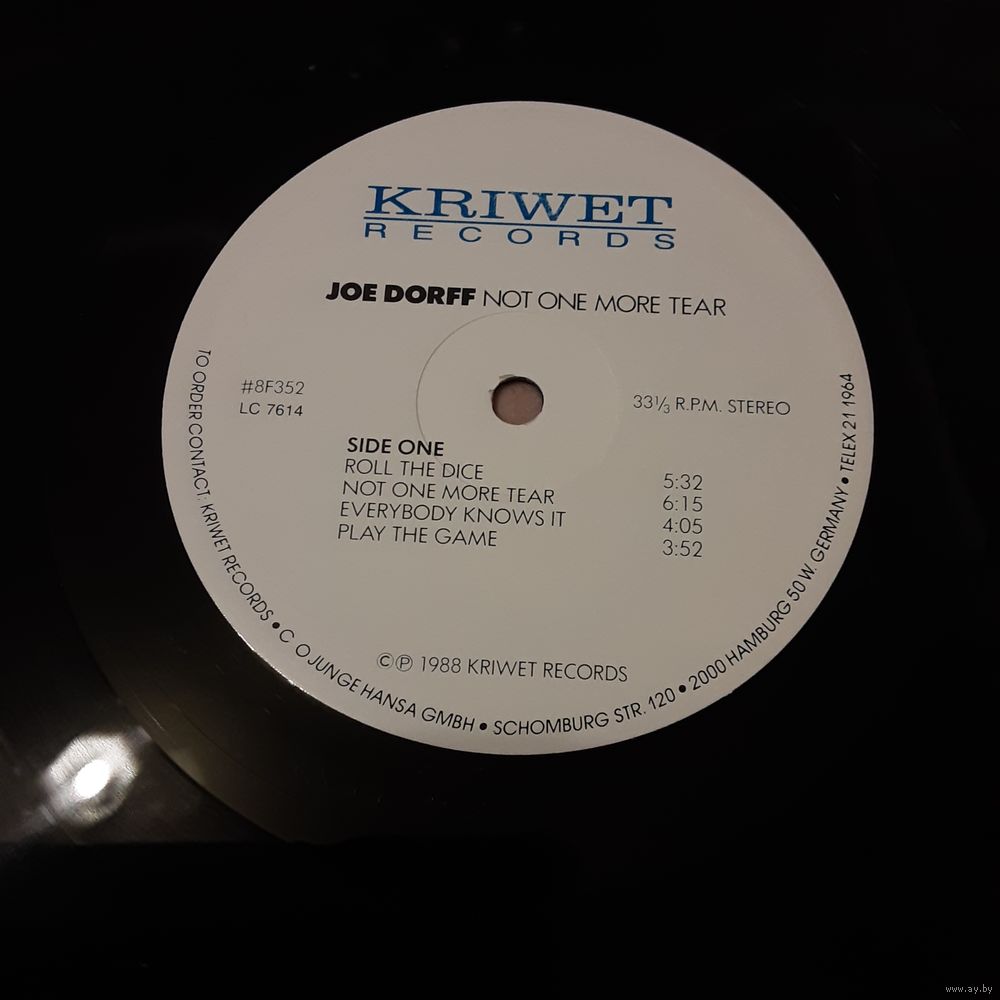 KRIWET
RECORDS
JOE DORFF NOT ONE MORE TEAR
#8F352
LC 7614
33⅓ R.P.M. STEREO
SIDE ONE
ROLL THE DICE 5:32
NOT ONE MORE TEAR 6:15
EVERYBODY KNOWS IT 4:05
PLAY THE GAME 3:52
©℗ 1988 KRIWET RECORDS
TO ORDER CONTACT: KRIWET RECORDS • C O JUNGE HANSA GMBH • SCHOMBURG STR. 120 • 2000 HAMBURG 50 W. GERMANY • TELEX 21 1964
www.ay.by